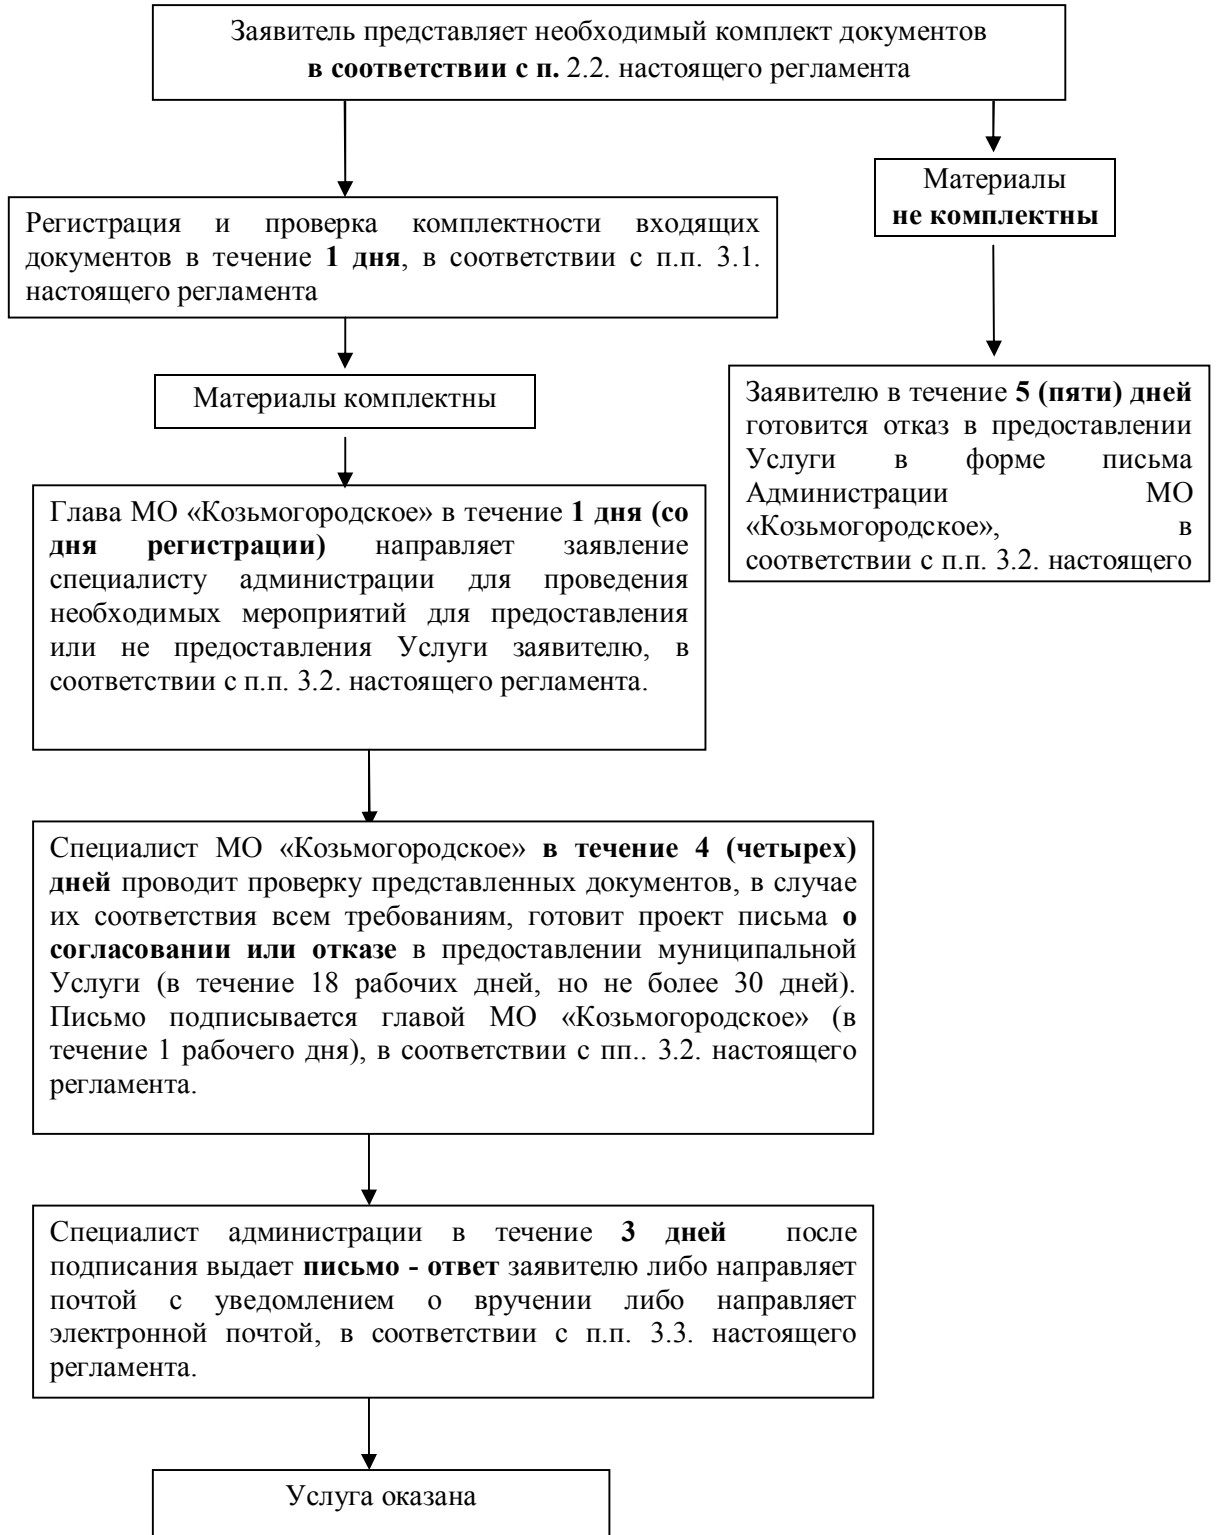 Заявитель представляет необходимый комплект документов
в соответствии с п. 2.2. настоящего регламента
Материалы
не комплектны
Регистрация и проверка комплектности входящих
документов в течение 1 дня, в соответствии с п.п. 3.1.
настоящего регламента
Материалы комплектны
Заявителю в течение 5 (пяти) дней
готовится отказ в предоставлении
Услуги в форме письма
Администрации МО
«Козьмогородское», в
соответствии с п.п. 3.2. настоящего
Глава МО «Козьмогородское» в течение 1 дня (со
дня регистрации) направляет заявление
специалисту администрации для проведения
необходимых мероприятий для предоставления
или не предоставления Услуги заявителю, в
соответствии с п.п. 3.2. настоящего регламента.
Специалист МО «Козьмогородское» в течение 4 (четырех)
дней проводит проверку представленных документов, в случае
их соответствия всем требованиям, готовит проект письма о
согласовании или отказе в предоставлении муниципальной
Услуги (в течение 18 рабочих дней, но не более 30 дней).
Письмо подписывается главой МО «Козьмогородское» (в
течение 1 рабочего дня), в соответствии с пп.. 3.2. настоящего
регламента.
Специалист администрации в течение 3 дней после
подписания выдает письмо - ответ заявителю либо направляет
почтой с уведомлением о вручении либо направляет
электронной почтой, в соответствии с п.п. 3.3. настоящего
регламента.
Услуга оказана